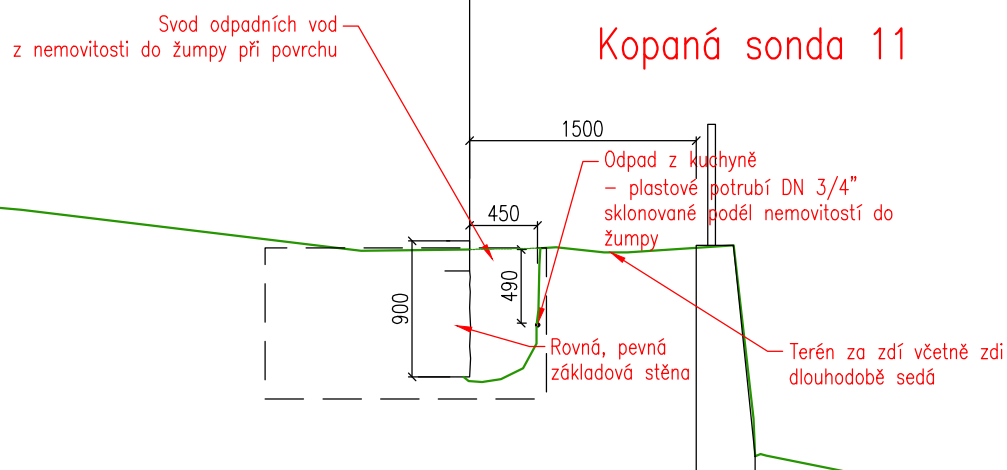 Svod odpadních vod
z nemovitosti do žumpy při povrchu
Kopaná sonda 11
1500
Odpad z kuchyně
– plastové potrubí DN 3/4”
sklonované podél nemovitostí do
žumpy
450
490
900
Rovná, pevná
základová stěna
Terén za zdí včetně zdi
dlouhodobě sedá